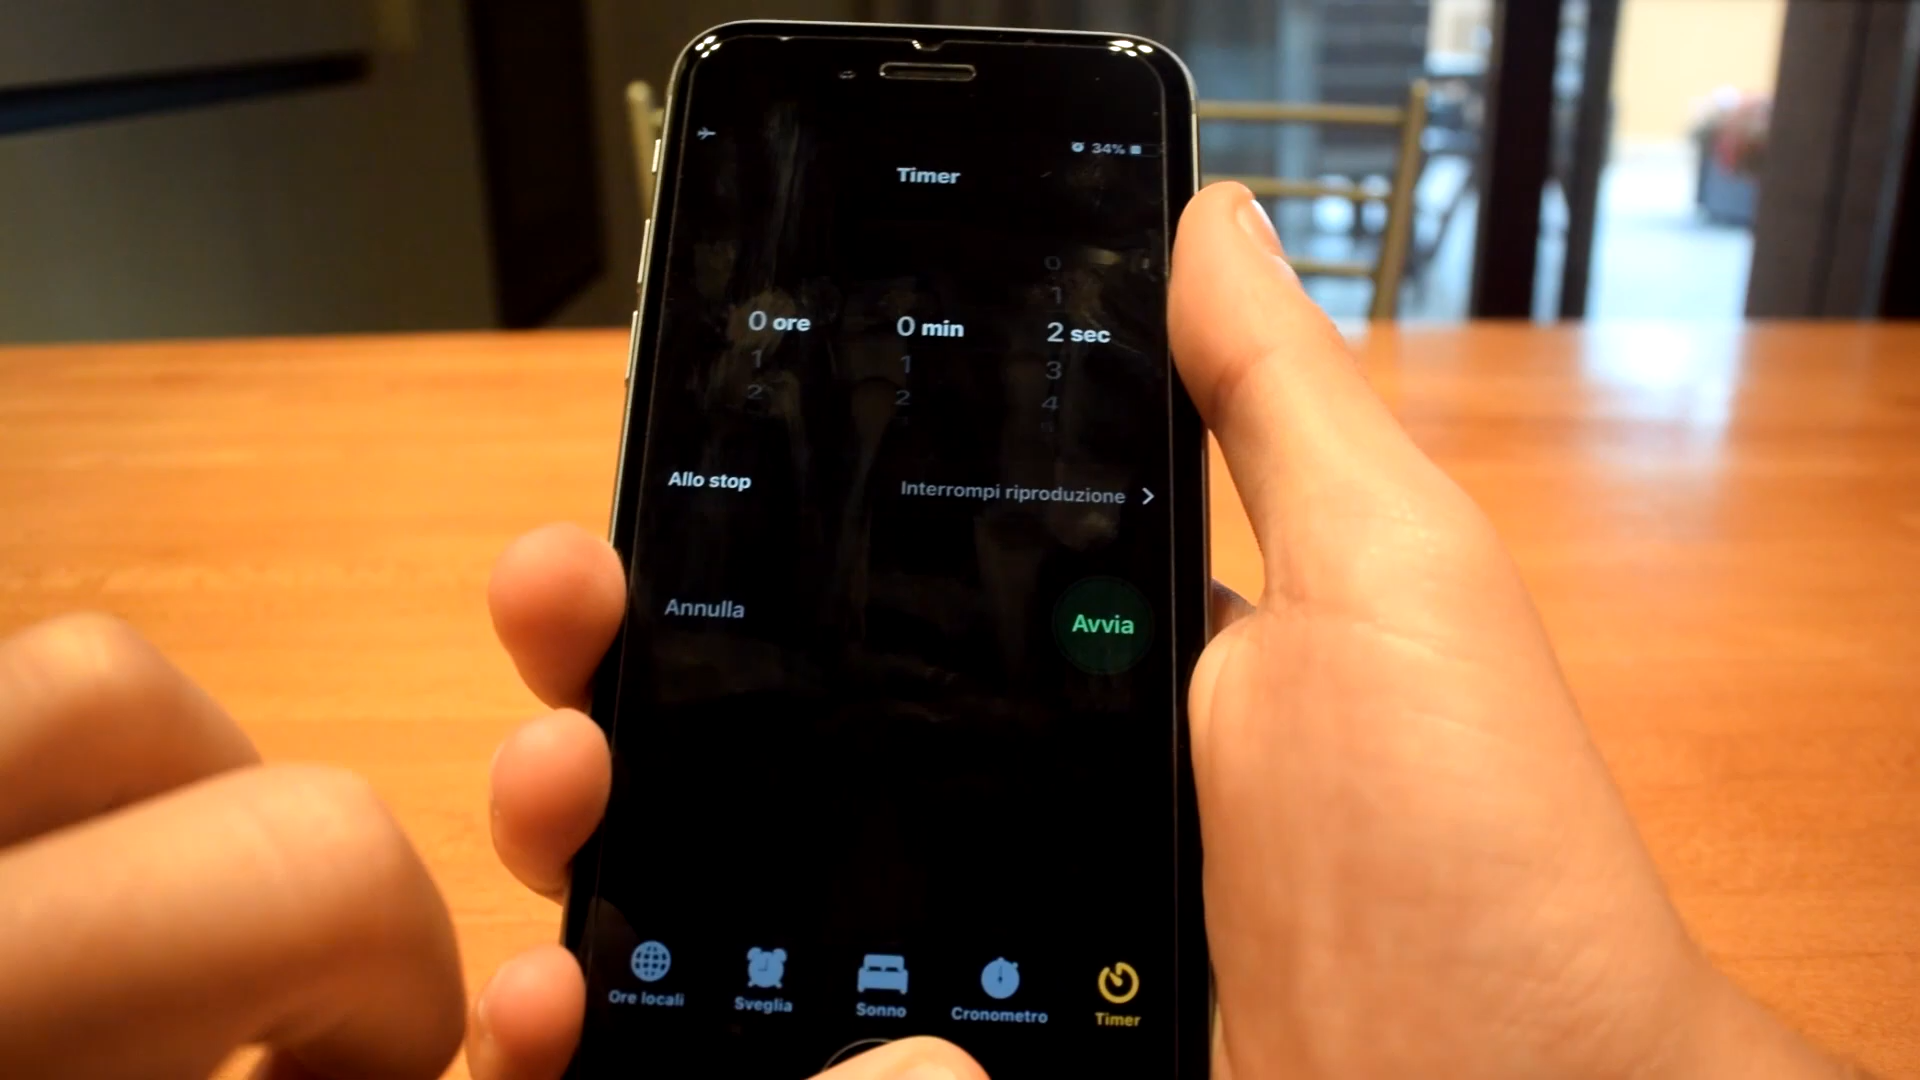 34%
Timer
0
1
0 ore 0 min 2 sec
1 1 3
2 2 4
Allo stop Interrompi riproduzione
Annulla Avvia
Ore locali Sveglia Sonno Cronometro Timer